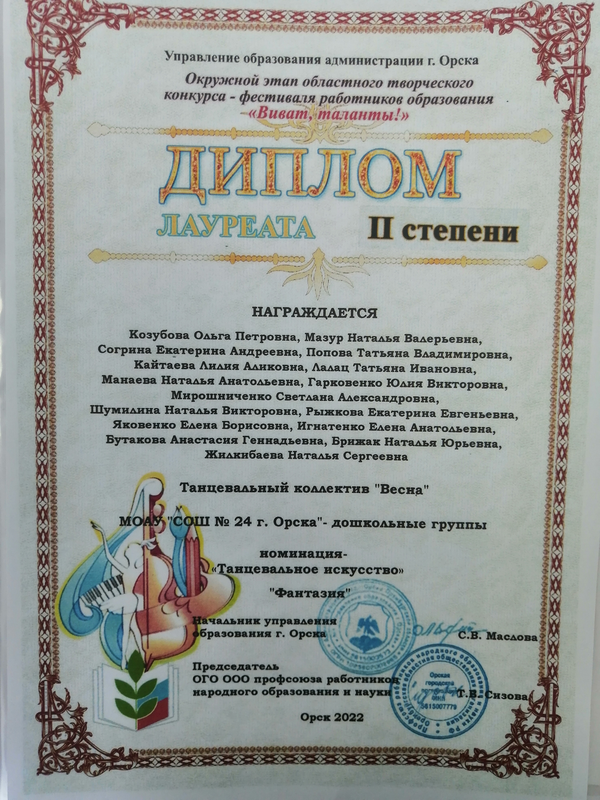 Управление образования администрации г. Орска
Окружной этап областного творческого
конкурса - фестиваля работников образования
«Виват, таланты!»
ДИПЛОМ
ЛАУРЕАТА II степени
НАГРАЖДАЕТСЯ
Козубова Ольга Петровна, Мазур Наталья Валерьевна,
Согрина Екатерина Андреевна, Попова Татьяна Владимировна,
Кайтаева Лилия Аликовна, Лалац Татьяна Ивановна,
Манаева Наталья Анатольевна, Гарковенко Юлия Викторовна,
Мирошниченко Светлана Александровна,
Шумилина Наталья Викторовна, Рыжкова Екатерина Евгеньевна,
Яковенко Елена Борисовна, Игнатенко Елена Анатольевна,
Бутакова Анастасия Геннадьевна, Брижак Наталья Юрьевна,
Жилкибаева Наталья Сергеевна
Танцевальный коллектив "Весна"
МОАУ "СОШ № 24 г. Орска"- дошкольные группы
номинация-
«Танцевальное искусство»
"Фантазия"
Начальник управления
образования г. Орска С.В. Маслова
Председатель
ОГО ООО профсоюза работников
народного образования и науки Т.В. Сизова
Орская
городская
Орск 2022